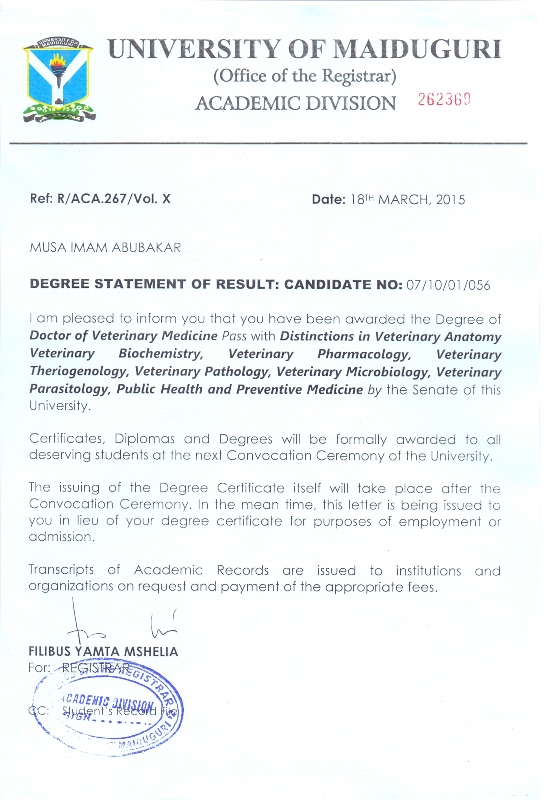 UNIVERSITY OF MAIDUGURI
(Office of the Registrar)
ACADEMIC DIVISION 262369
Ref: R/ACA.267/Vol. X Date: 18TH MARCH, 2015
MUSA IMAM ABUBAKAR
DEGREE STATEMENT OF RESULT: CANDIDATE NO: 07/10/01/056
I am pleased to inform you that you have been awarded the Degree of
Doctor of Veterinary Medicine Pass with Distinctions in Veterinary Anatomy
Veterinary Biochemistry, Veterinary Pharmacology, Veterinary
Theriogenology, Veterinary Pathology, Veterinary Microbiology, Veterinary
Parasitology, Public Health and Preventive Medicine by the Senate of this
University.
Certificates, Diplomas and Degrees will be formally awarded to all
deserving students at the next Convocation Ceremony of the University.
The issuing of the Degree Certificate itself will take place after the
Convocation Ceremony. In the mean time, this letter is being issued to
you in lieu of your degree certificate for purposes of employment or
admission.
Transcripts of Academic Records are issued to institutions and
organizations on request and payment of the appropriate fees.
FILIBUS YAMTA MSHELIA
For: REGISTRAR
CC: Student's Record File
REGISTRAR
ACADEMIC DIVISION
SIGN
MAIDUGURI